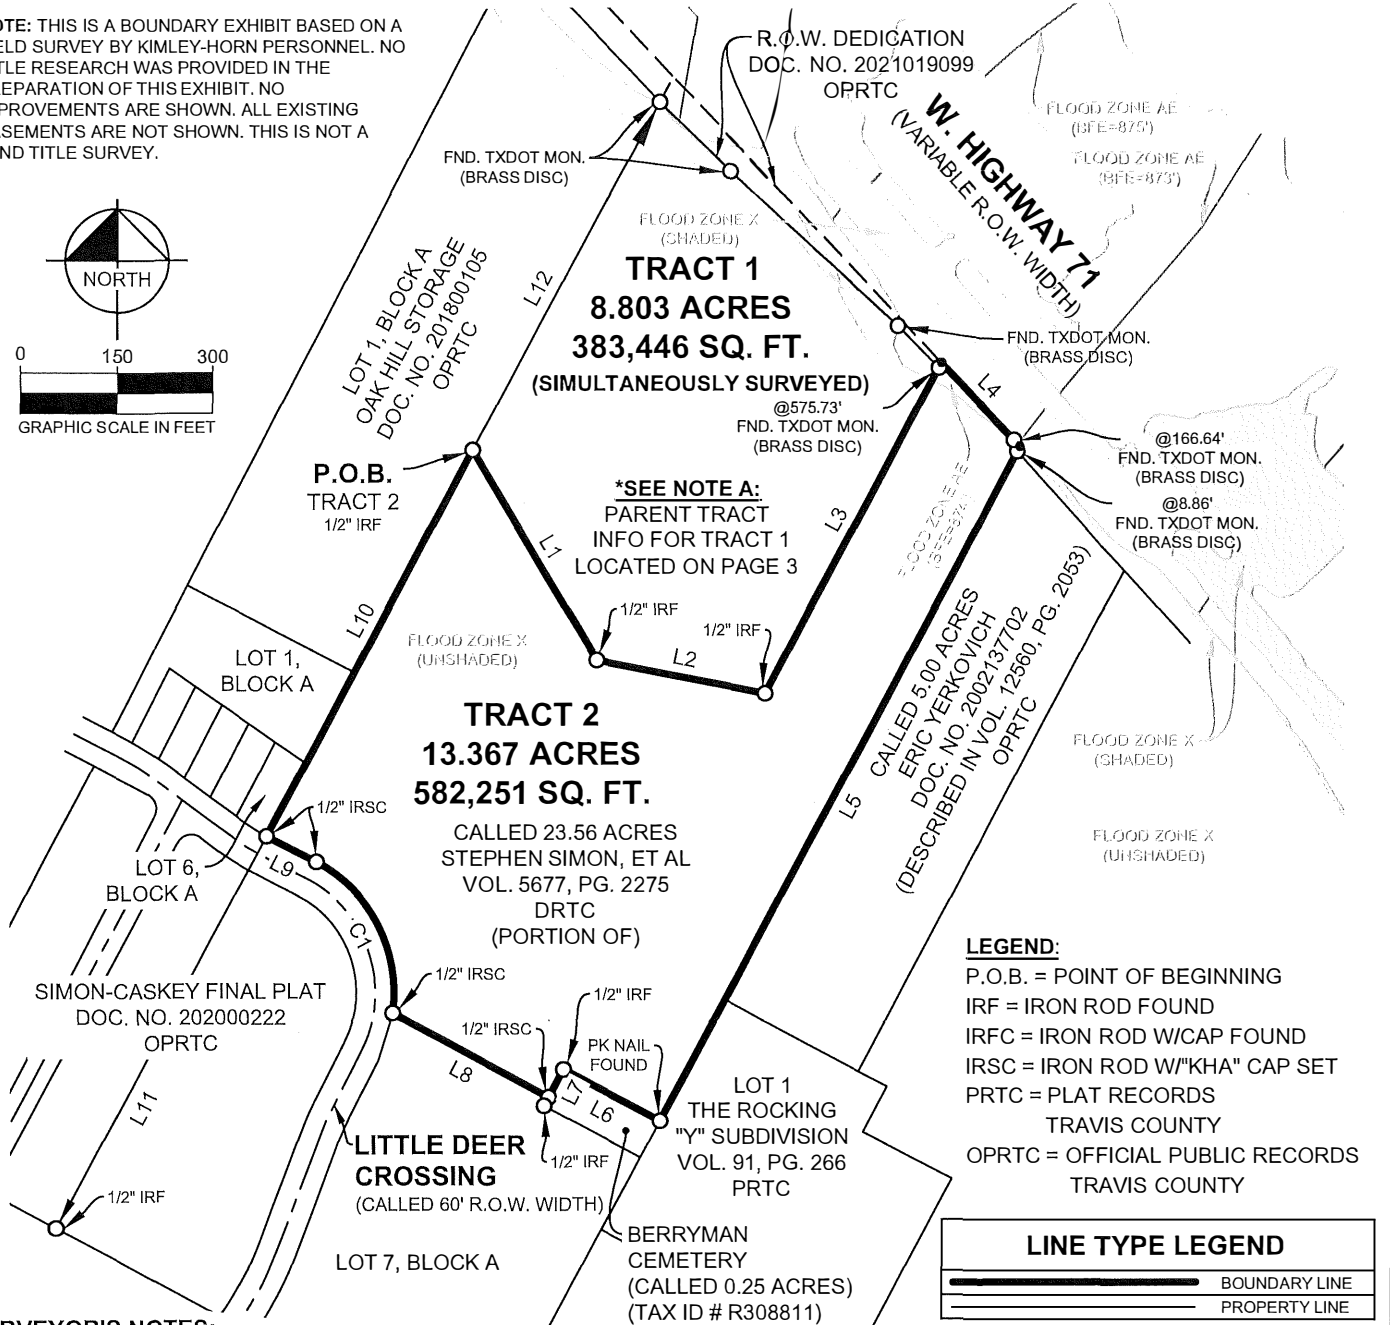 OTE: THIS IS A BOUNDARY EXHIBIT BASED ON A
ELD SURVEY BY KIMLEY-HORN PERSONNEL. NO
TLE RESEARCH WAS PROVIDED IN THE
EPARATION OF THIS EXHIBIT. NO
PROVEMENTS ARE SHOWN. ALL EXISTING
ASEMENTS ARE NOT SHOWN. THIS IS NOT A
ND TITLE SURVEY.
NORTH
0 150 300
GRAPHIC SCALE IN FEET
R.O.W. DEDICATION
DOC. NO. 2021019099
OPRTC
W. HIGHWAY 71
(VARIABLE R.O.W. WIDTH)
FLOOD ZONE AE
(BFE=875')
FLOOD ZONE AE
(BFE=873')
FND. TXDOT MON.
(BRASS DISC)
FLOOD ZONE X
(SHADED)
LOT 1, BLOCK A
OAK HILL STORAGE
DOC. NO. 201800105
OPRTC
L12
TRACT 1
8.803 ACRES
383,446 SQ. FT.
(SIMULTANEOUSLY SURVEYED)
FND. TXDOT MON.
(BRASS DISC)
@575.73'
FND. TXDOT MON.
(BRASS DISC)
L4
@166.64'
FND. TXDOT MON.
(BRASS DISC)
@8.86'
FND. TXDOT MON.
(BRASS DISC)
P.O.B.
TRACT 2
1/2" IRF
*SEE NOTE A:
PARENT TRACT
INFO FOR TRACT 1
LOCATED ON PAGE 3
L1
L3
FLOOD ZONE AE
L10
1/2" IRF
1/2" IRF
L2
FLOOD ZONE X
(UNSHADED)
LOT 1,
BLOCK A
CALLED 5.00 ACRES
ERIC YERKOVICH
DOC. NO. 2002137702
(DESCRIBED IN VOL. 12560, PG. 2053)
OPRTC
TRACT 2
13.367 ACRES
582,251 SQ. FT.
CALLED 23.56 ACRES
STEPHEN SIMON, ET AL
VOL. 5677, PG. 2275
DRTC
(PORTION OF)
L5
FLOOD ZONE X
(SHADED)
FLOOD ZONE X
(UNSHADED)
1/2" IRSC
LOT 6,
BLOCK A
L9
C1
SIMON-CASKEY FINAL PLAT
DOC. NO. 202000222
OPRTC
1/2" IRSC
1/2" IRF
1/2" IRSC
PK NAIL
FOUND
L8
L7
L6
L11
LOT 1
THE ROCKING
"Y" SUBDIVISION
VOL. 91, PG. 266
PRTC
LITTLE DEER
CROSSING
(CALLED 60' R.O.W. WIDTH)
1/2" IRF
1/2" IRF
LOT 7, BLOCK A
BERRYMAN
CEMETERY
(CALLED 0.25 ACRES)
(TAX ID # R308811)
LEGEND:
P.O.B. = POINT OF BEGINNING
IRF = IRON ROD FOUND
IRFC = IRON ROD W/CAP FOUND
IRSC = IRON ROD W/"KHA" CAP SET
PRTC = PLAT RECORDS
TRAVIS COUNTY
OPRTC = OFFICIAL PUBLIC RECORDS
TRAVIS COUNTY
LINE TYPE LEGEND
BOUNDARY LINE
PROPERTY LINE